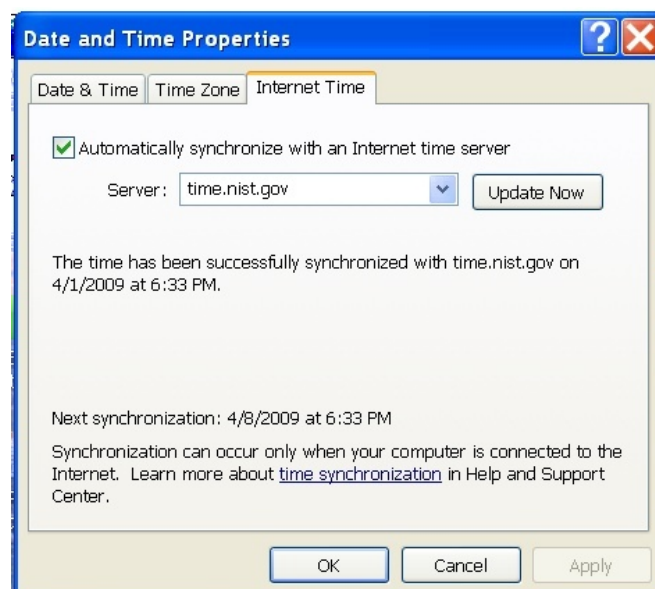 Date and Time Properties
Date & Time Time Zone Internet Time
Automatically synchronize with an Internet time server
Server: time.nist.gov Update Now
The time has been successfully synchronized with time.nist.gov on
4/1/2009 at 6:33 PM.
Next synchronization: 4/8/2009 at 6:33 PM
Synchronization can occur only when your computer is connected to the
Internet. Learn more about time synchronization in Help and Support
Center.
OK Cancel Apply